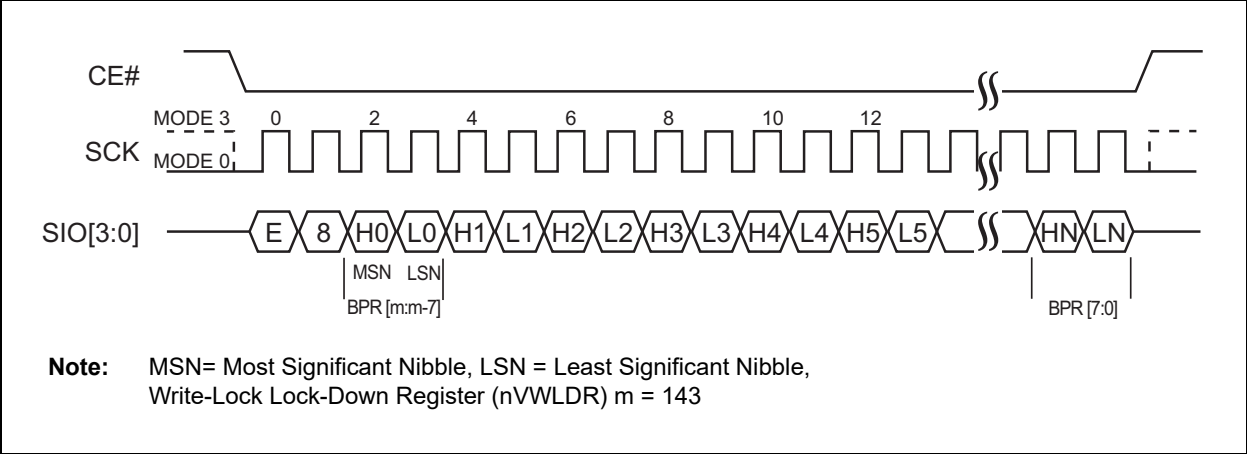 CE#
MODE 3 0 2 4 6 8 10 12
SCK
MODE 0
SIO[3:0] E 8 H0 L0 H1 L1 H2 L2 H3 L3 H4 L4 H5 L5 HN LN
MSN LSN
BPR [m:m-7] BPR [7:0]
Note: MSN= Most Significant Nibble, LSN = Least Significant Nibble,
Write-Lock Lock-Down Register (nVWLDR) m = 143